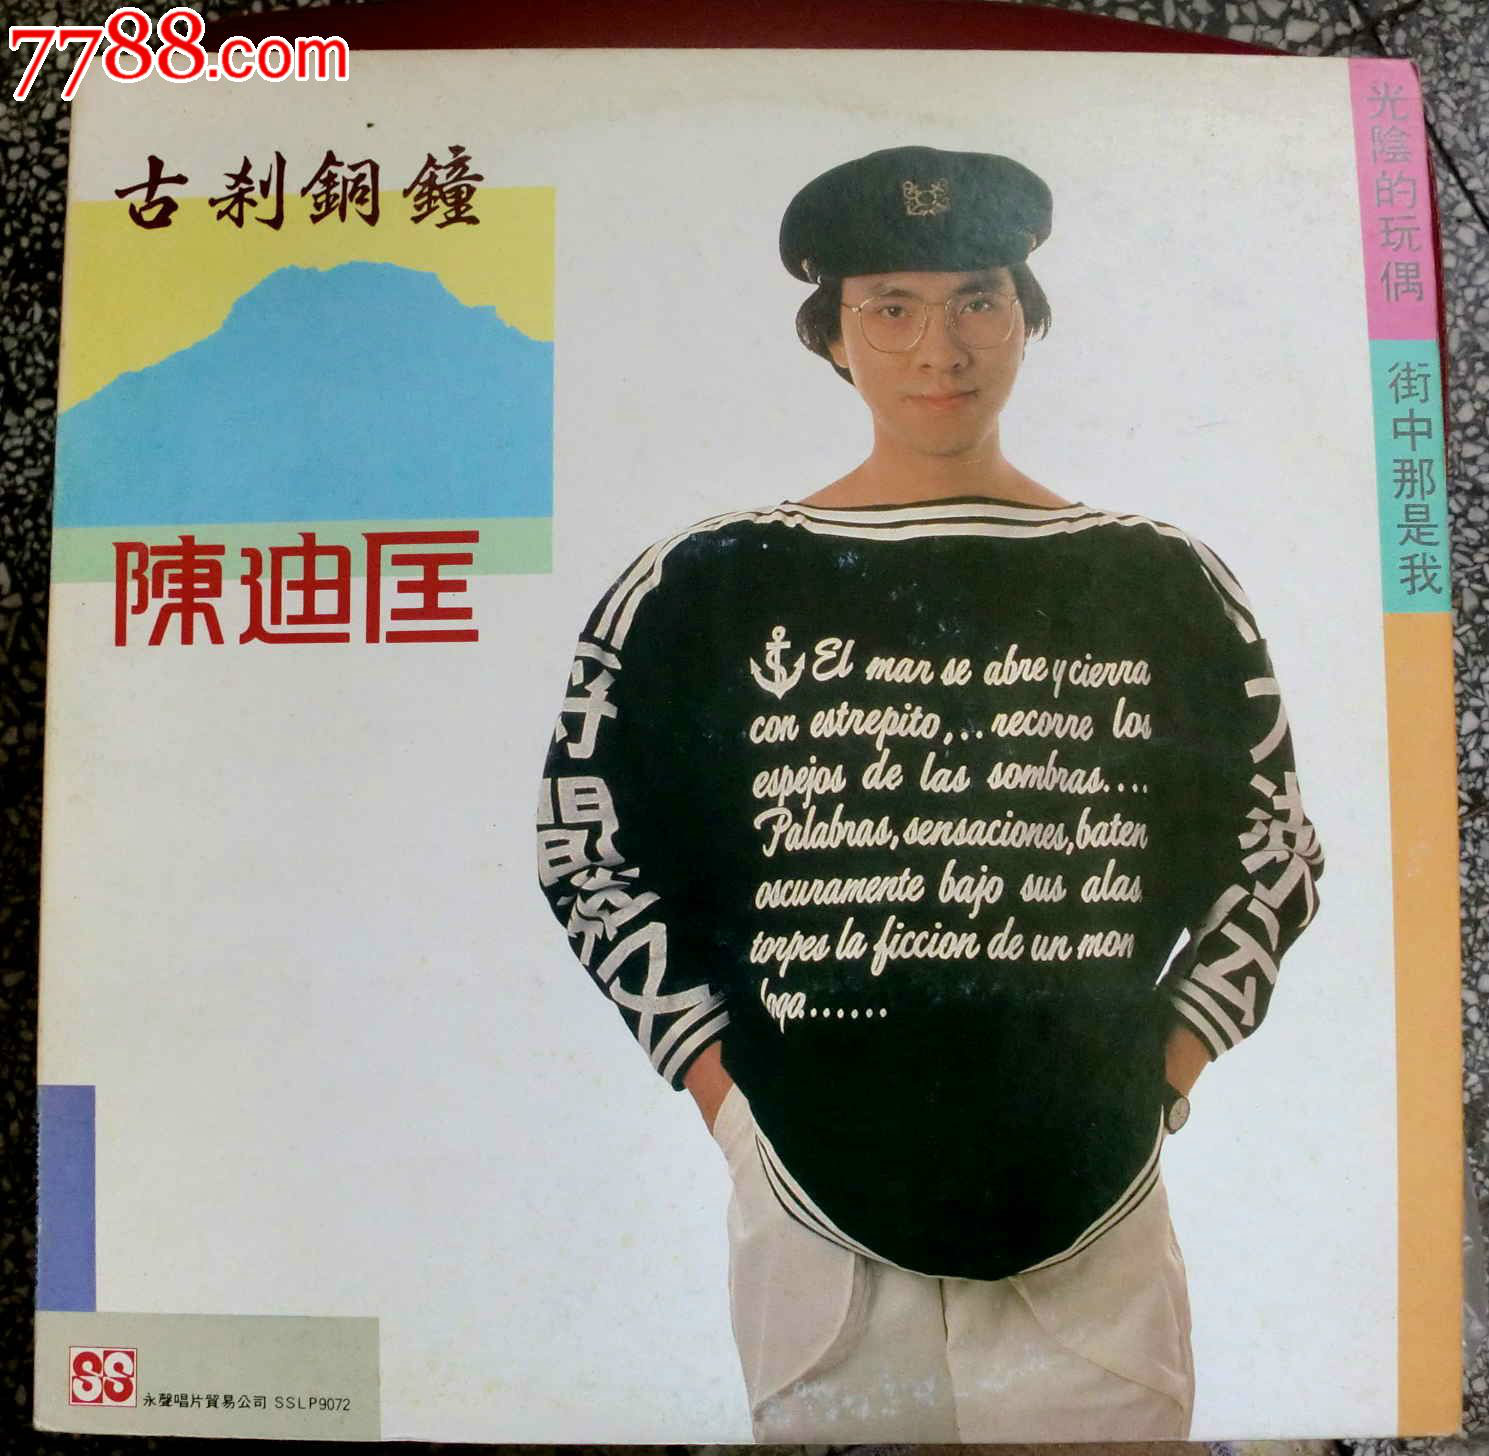 7788.com
古刹銅鐘
陳迪匡
光陰的玩偶
街中那是我
El mar se abre y cierra
con estrepito,.. recorre los
espejos de las sombras....
Palabras, sensaciones, baten
oscuramente bajo sus alas
torpes la ficcion de un mon
SS
永聲唱片貿易公司 SSLP9072